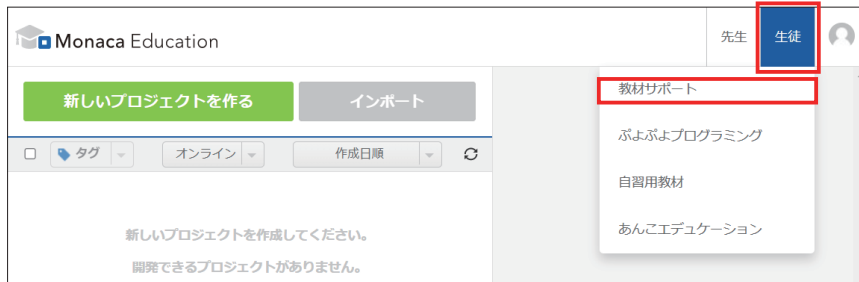 Monaca Education
先生
生徒
新しいプロジェクトを作る
インポート
教材サポート
ぷよぷよプログラミング
自習用教材
あんこエデュケーション
タグ
オンライン
作成日順
新しいプロジェクトを作成してください。
開発できるプロジェクトがありません。